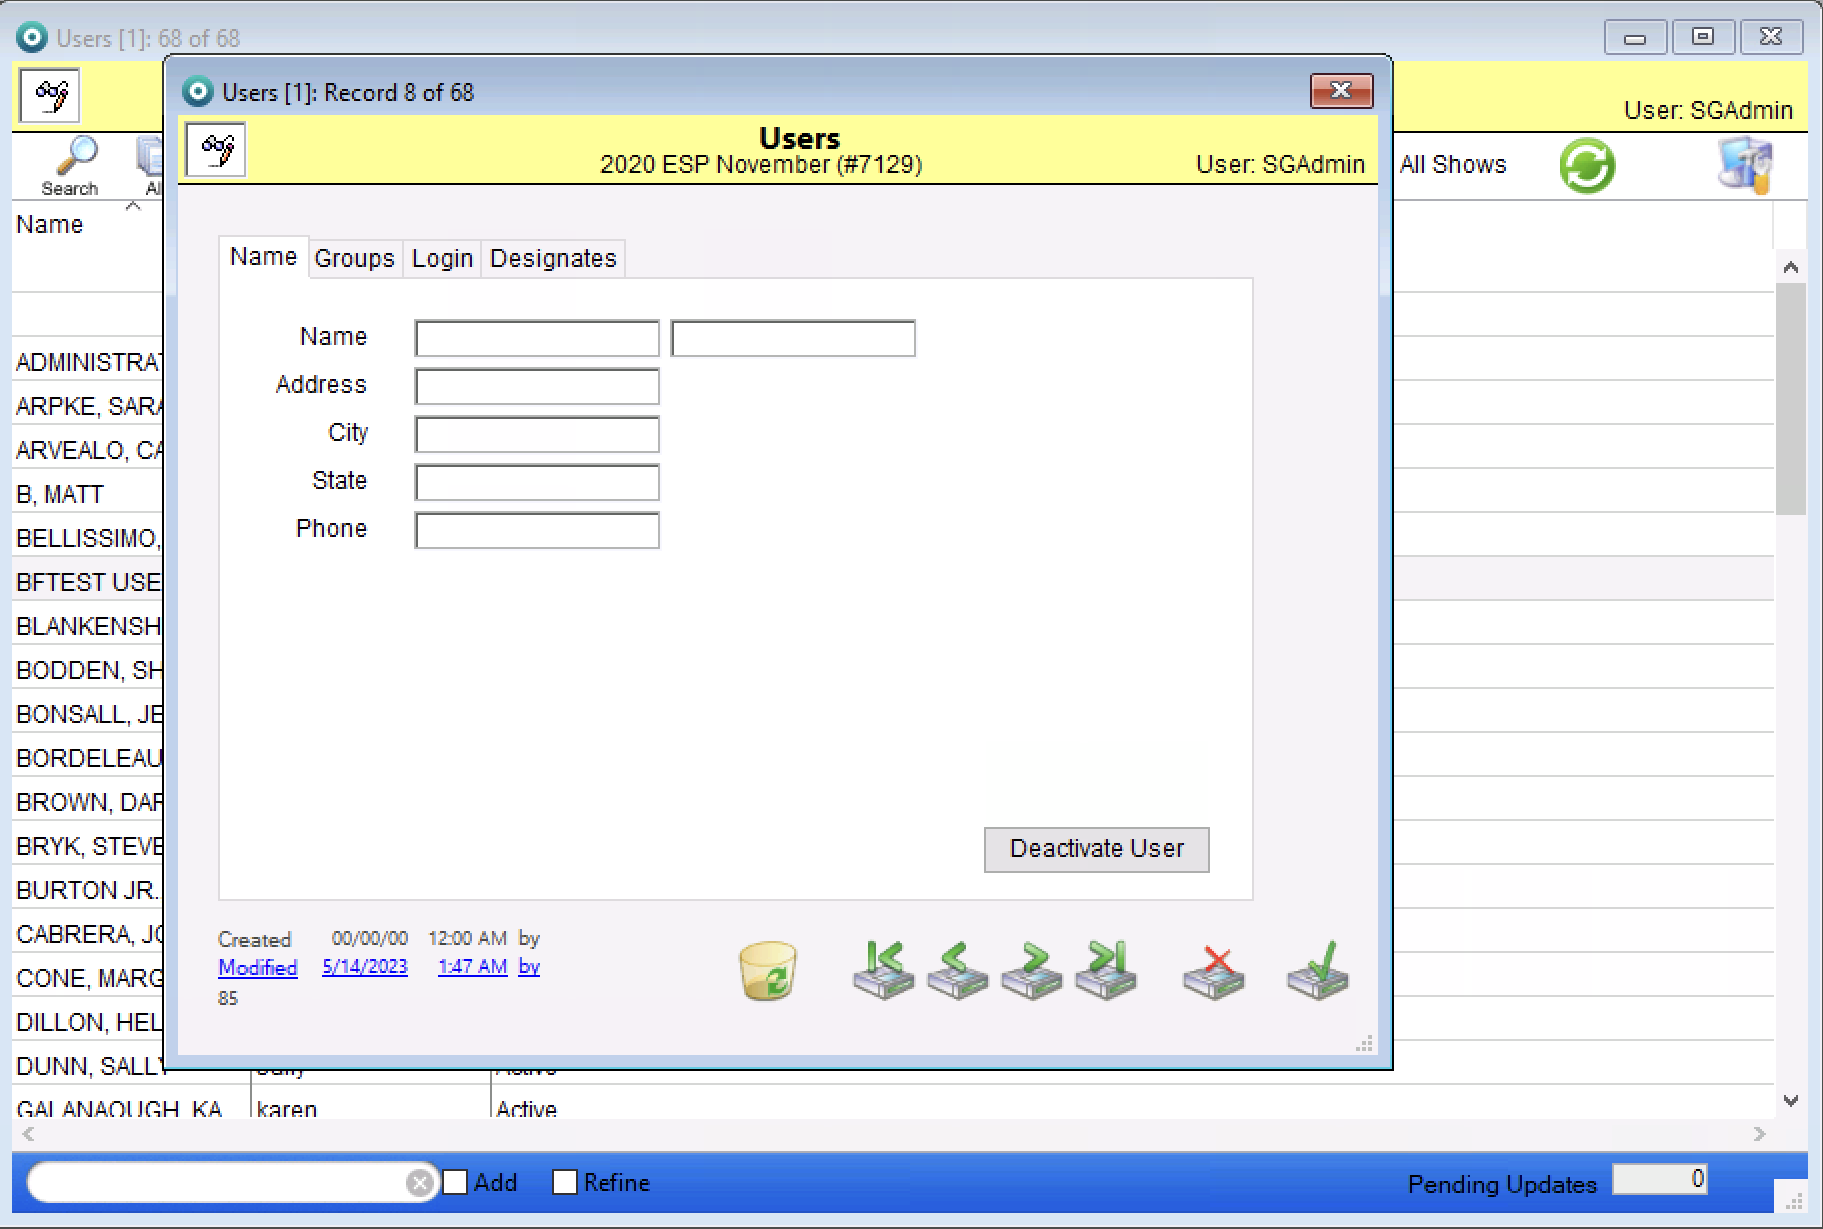 Users [1]: 68 of 68
User: SGAdmin
Search
All Shows
Name
ADMINISTRAT
ARPKE, SARA
ARVEALO, CA
B, MATT
BELLISSIMO,
BFTEST USE
BLANKENSH
BODDEN, SH
BONSALL, JE
BORDELEAU
BROWN, DAR
BRYK, STEVE
BURTON JR.
CABRERA, JO
CONE, MARG
DILLON, HEL
DUNN, SALLY
GALANAOUGH, KA karen Active
Users [1]: Record 8 of 68
Users
2020 ESP November (#7129)
User: SGAdmin
Name Groups Login Designates
Name
Address
City
State
Phone
Deactivate User
Created 00/00/00 12:00 AM by
Modified 5/14/2023 1:47 AM by
85
Add Refine Pending Updates 0